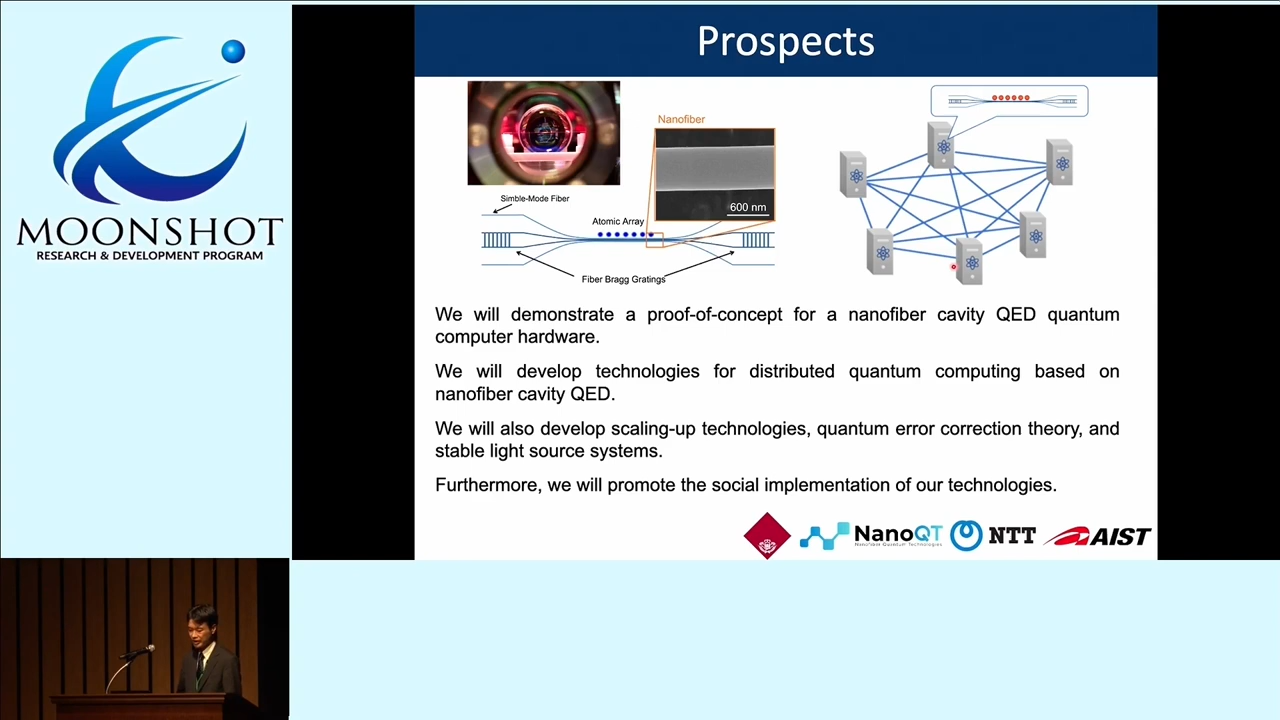 MOONSHOT
RESEARCH & DEVELOPMENT PROGRAM
Prospects
Nanofiber
600 nm
Simble-Mode Fiber
Atomic Array
Fiber Bragg Gratings
We will demonstrate a proof-of-concept for a nanofiber cavity QED quantum
computer hardware.
We will develop technologies for distributed quantum computing based on
nanofiber cavity QED.
We will also develop scaling-up technologies, quantum error correction theory, and
stable light source systems.
Furthermore, we will promote the social implementation of our technologies.
NanoQT
NTT
AIST